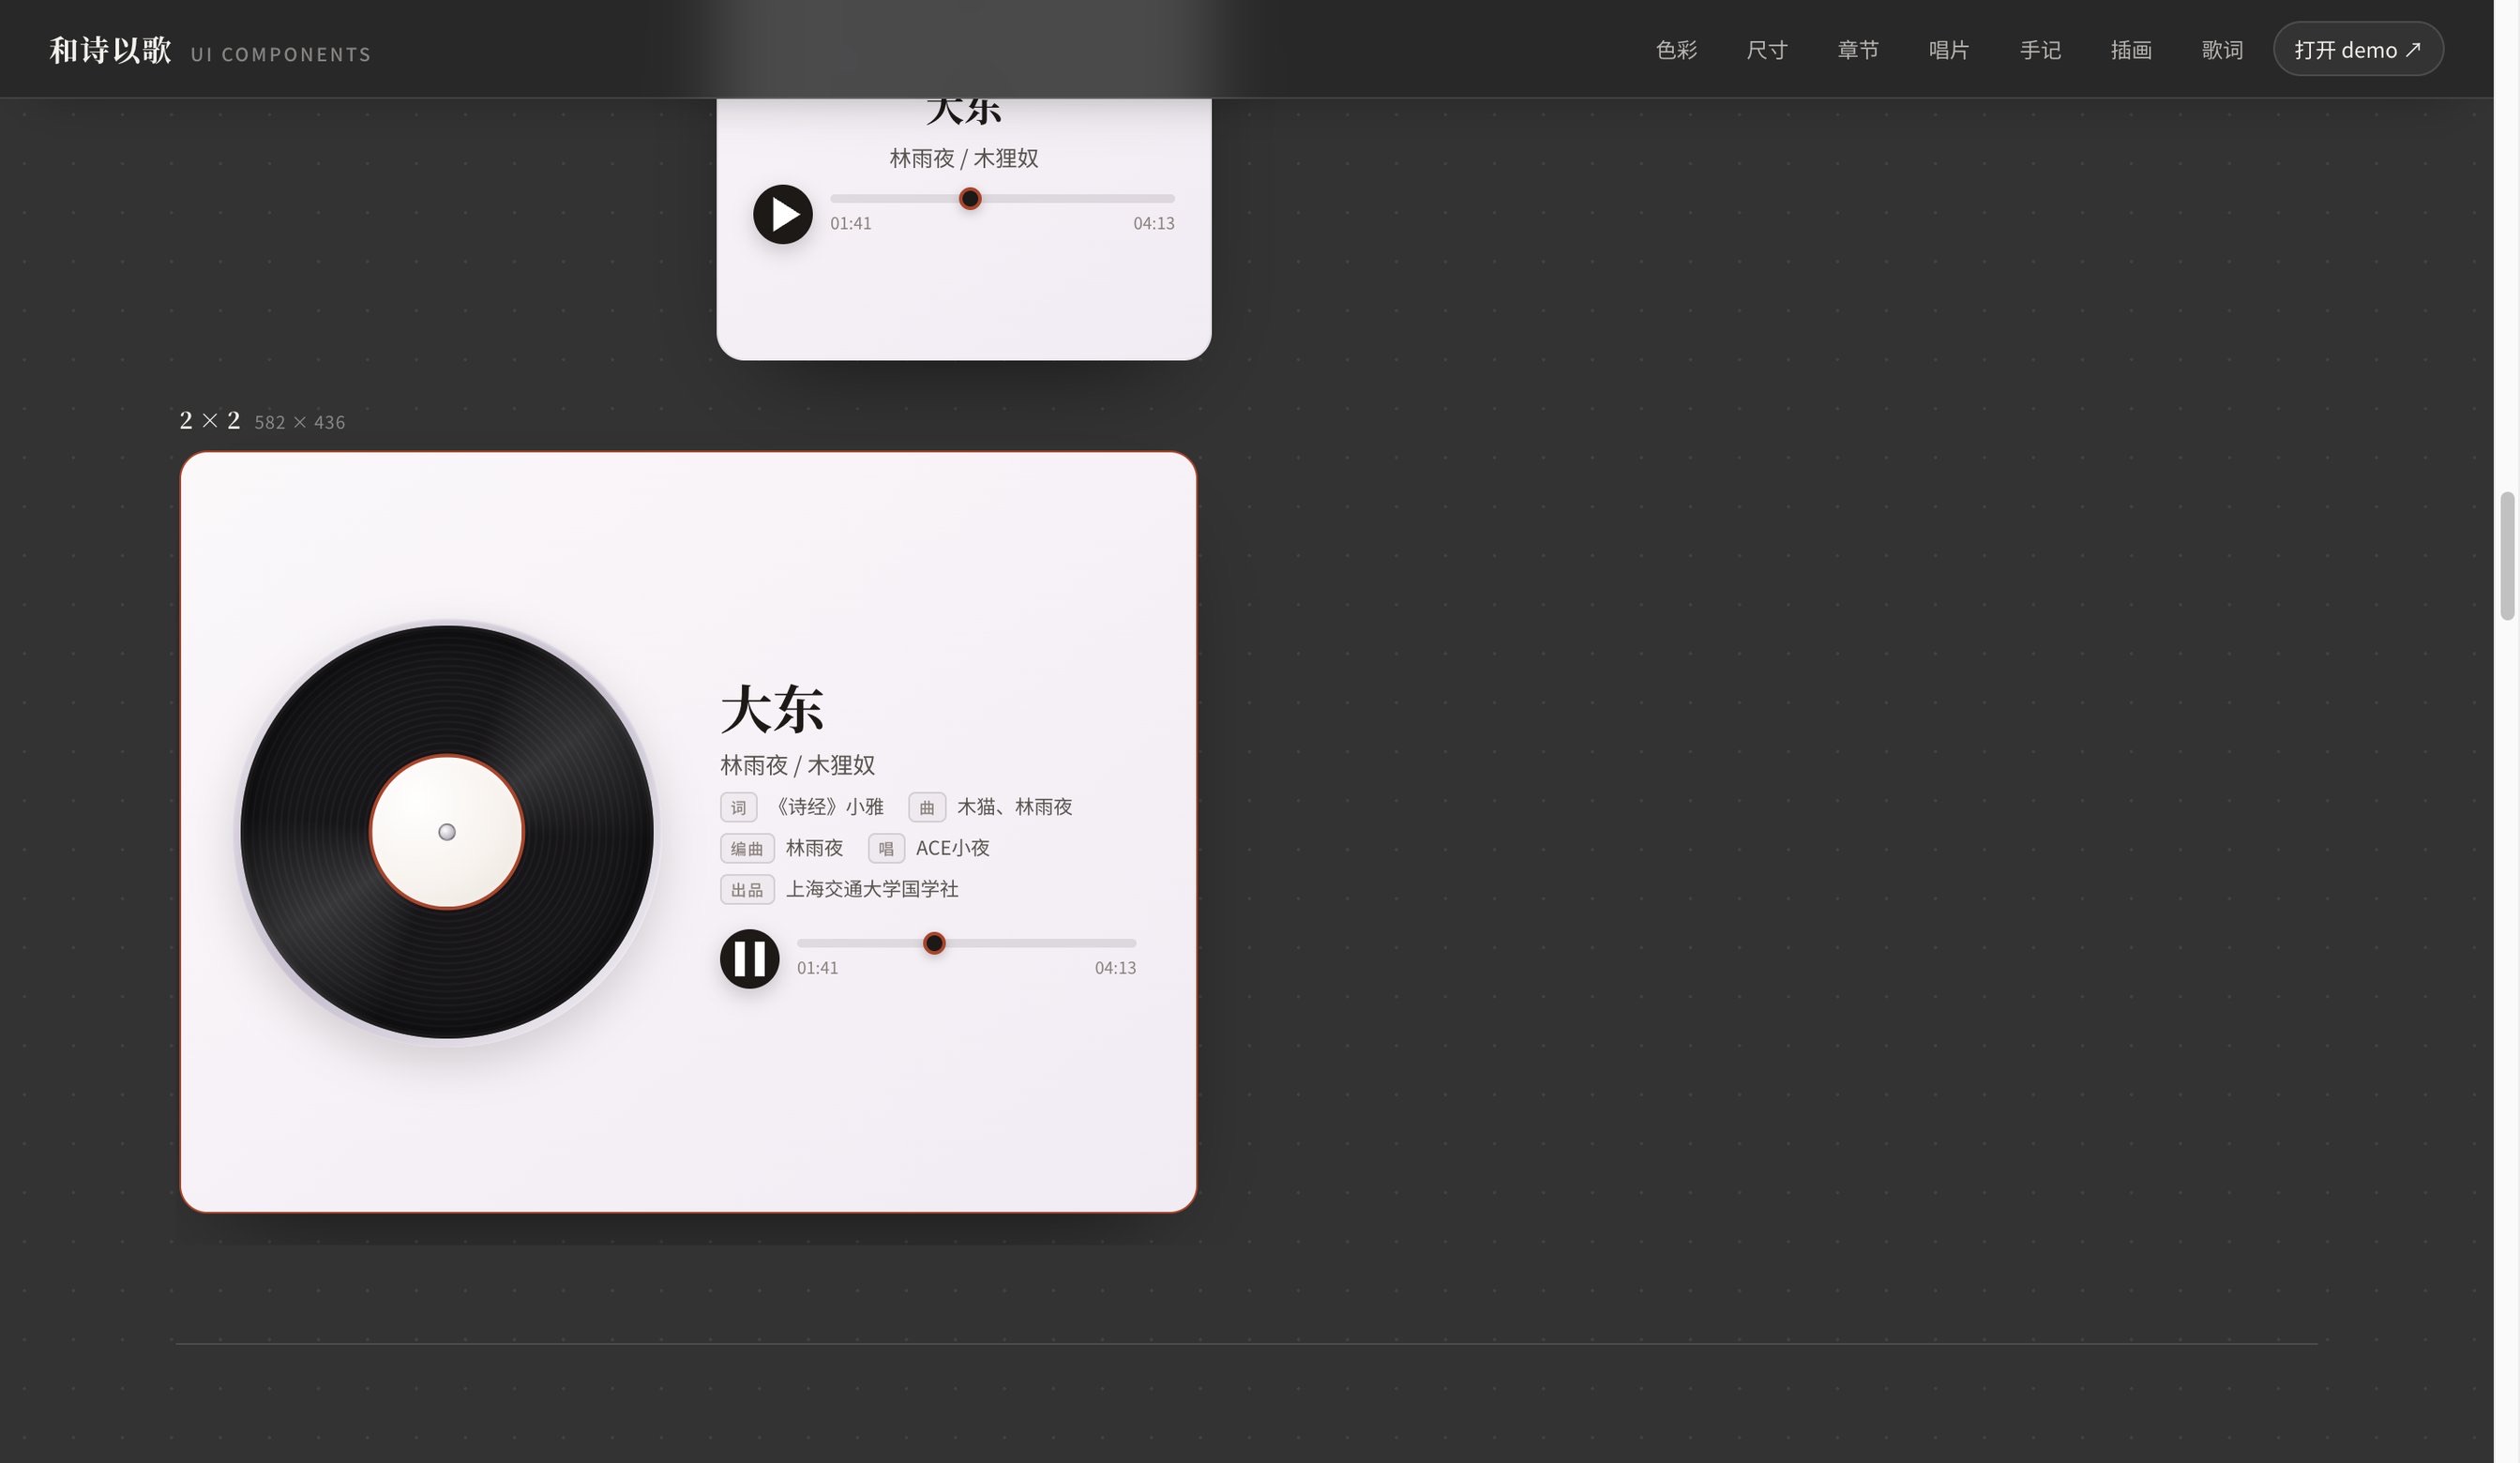 和诗以歌 UI COMPONENTS 色彩 尺寸 章节 唱片 手记 插画 歌词 打开 demo ↗
大东
林雨夜 / 木狸奴
01:41 04:13
2 × 2 582 × 436
大东
林雨夜 / 木狸奴
词 《诗经》小雅 曲 木猫、林雨夜
编曲 林雨夜 唱 ACE小夜
出品 上海交通大学国学社
01:41 04:13